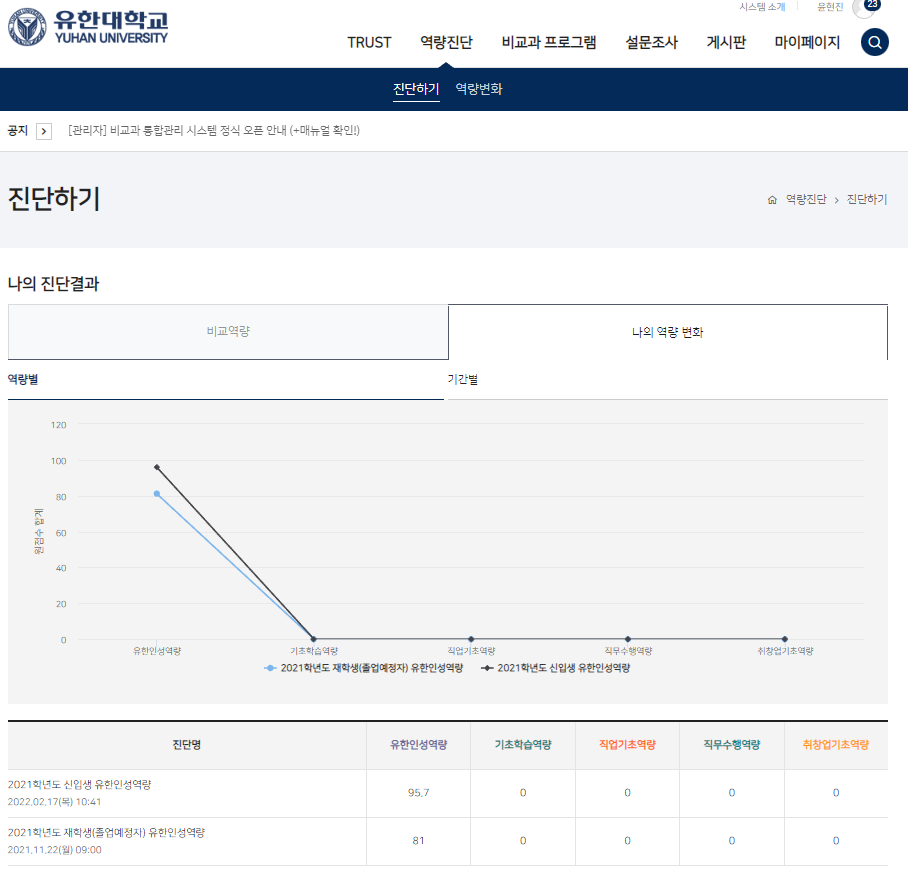 시스템 소개
윤현진
23
유한대학교
YUHAN UNIVERSITY
TRUST 역량진단 비교과 프로그램 설문조사 게시판 마이페이지
진단하기 역량변화
공지 [관리자] 비교과 통합관리 시스템 정식 오픈 안내 (+매뉴얼 확인!)
진단하기
역량진단 > 진단하기
나의 진단결과
비교역량 나의 역량 변화
역량별 기간별
120
100
80
60
40
20
0
원점수 합계
유한인성역량 기초학습역량 직업기초역량 직무수행역량 취창업기초역량
2021학년도 재학생(졸업예정자) 유한인성역량 2021학년도 신입생 유한인성역량
진단명 유한인성역량 기초학습역량 직업기초역량 직무수행역량 취창업기초역량
2021학년도 신입생 유한인성역량
2022.02.17(목) 10:41
95.7 0 0 0 0
2021학년도 재학생(졸업예정자) 유한인성역량
2021.11.22(월) 09:00
81 0 0 0 0